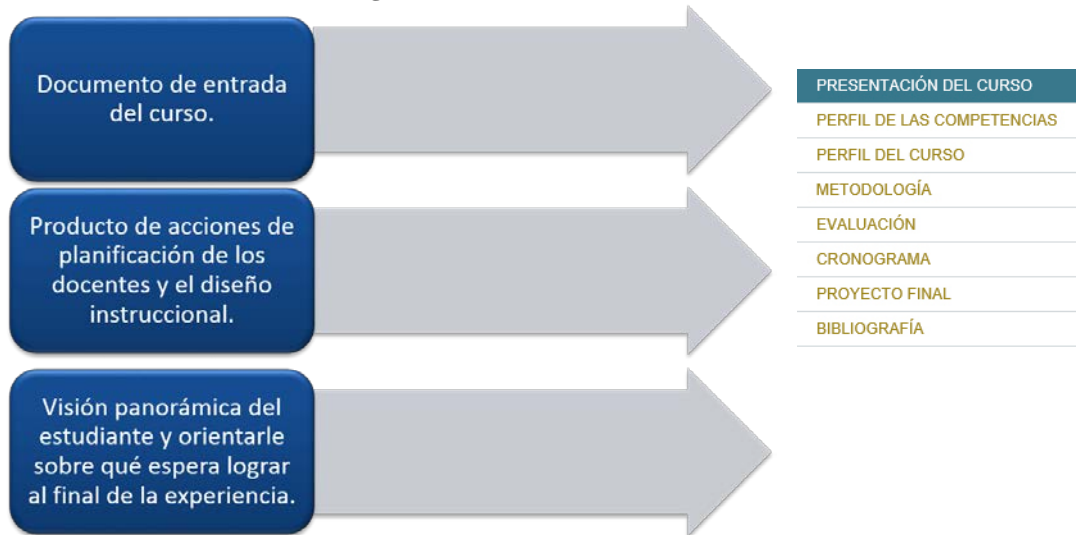 Documento de entrada
del curso.
Producto de acciones de
planificación de los
docentes y el diseño
instruccional.
Visión panorámica del
estudiante y orientarle
sobre qué espera lograr
al final de la experiencia.
PRESENTACIÓN DEL CURSO
PERFIL DE LAS COMPETENCIAS
PERFIL DEL CURSO
METODOLOGÍA
EVALUACIÓN
CRONOGRAMA
PROYECTO FINAL
BIBLIOGRAFÍA